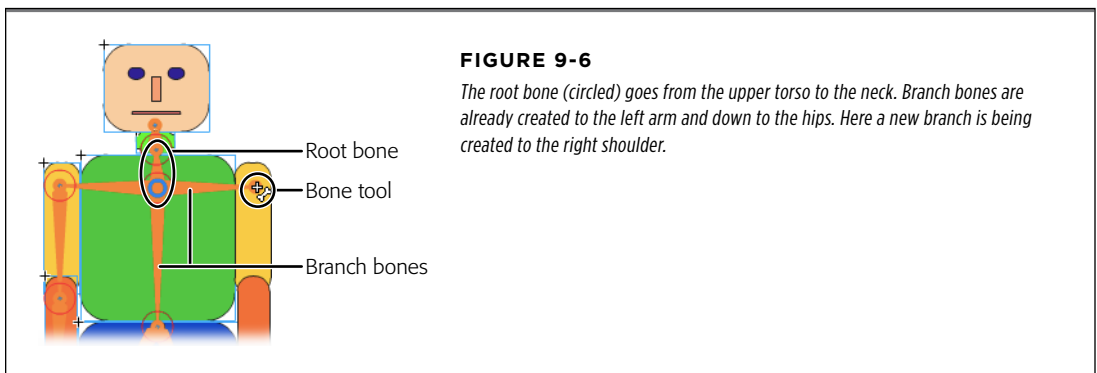 FIGURE 9-6
The root bone (circled) goes from the upper torso to the neck. Branch bones are
already created to the left arm and down to the hips. Here a new branch is being
created to the right shoulder.
Root bone
Bone tool
Branch bones